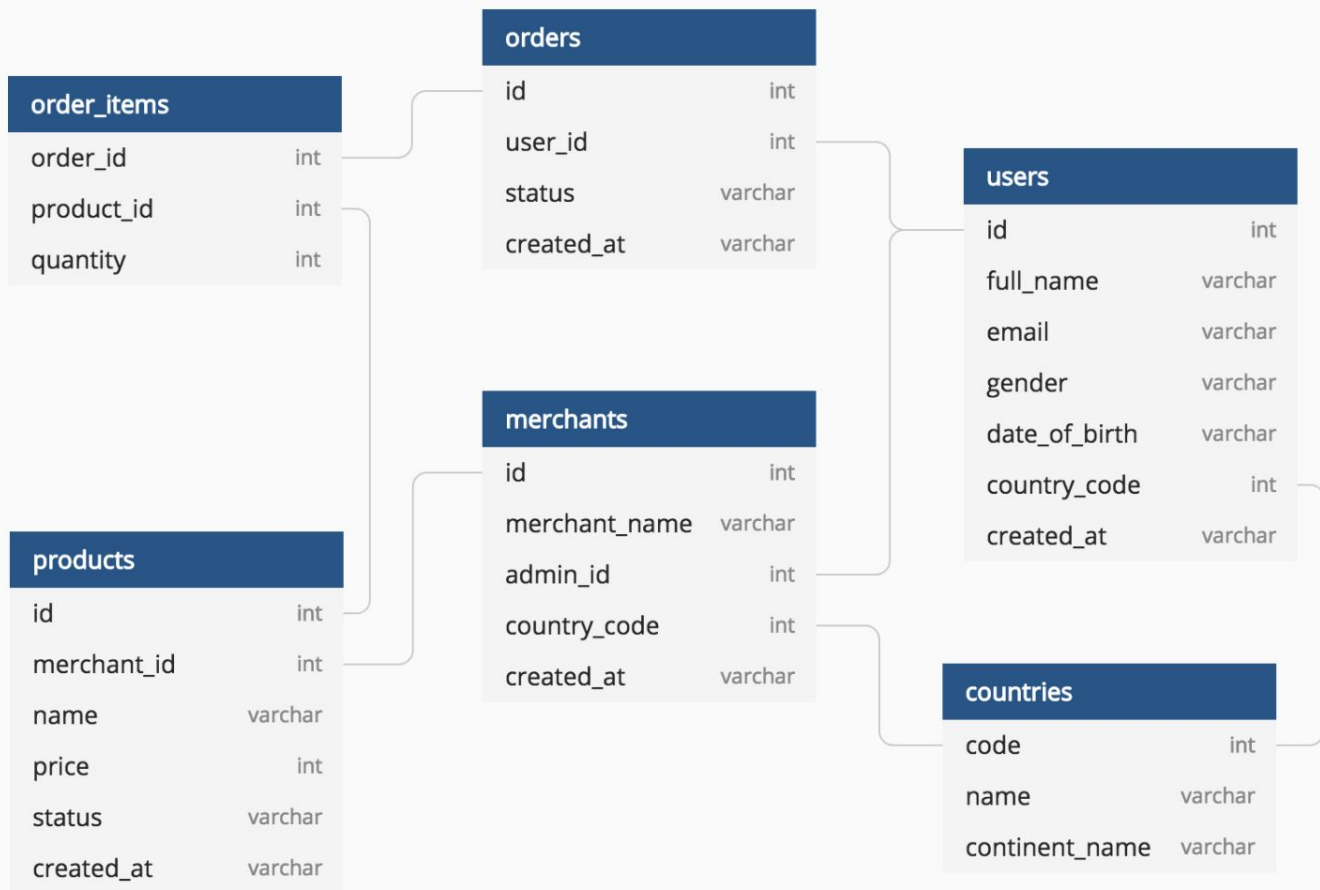 orders
id int
user_id int
status varchar
created_at varchar
order_items
order_id int
product_id int
quantity int
users
id int
full_name varchar
email varchar
gender varchar
date_of_birth varchar
country_code int
created_at varchar
merchants
id int
merchant_name varchar
admin_id int
country_code int
created_at varchar
products
id int
merchant_id int
name varchar
price int
status varchar
created_at varchar
countries
code int
name varchar
continent_name varchar